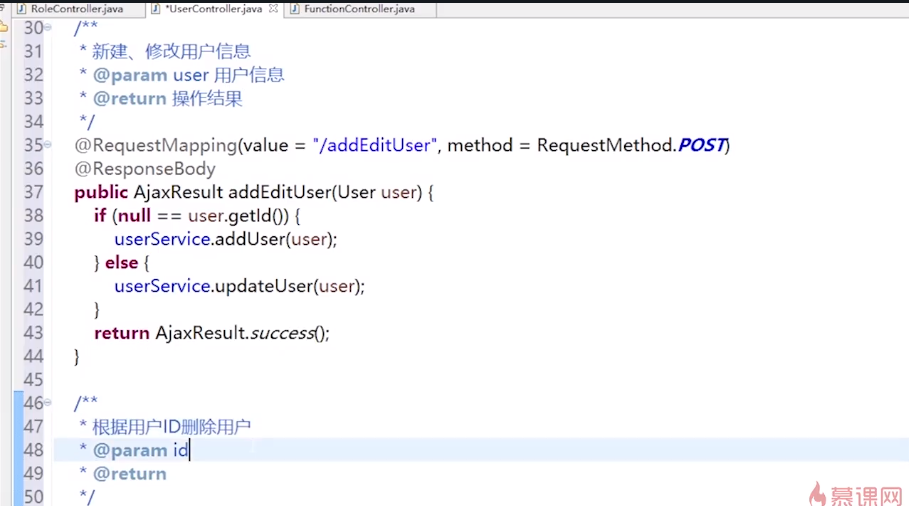 RoleController.java *UserController.java FunctionController.java
30 /**
31 * 新建、修改用户信息
32 * @param user 用户信息
33 * @return 操作结果
34 */
35 @RequestMapping(value = "/addEditUser", method = RequestMethod.POST)
36 @ResponseBody
37 public AjaxResult addEditUser(User user) {
38 if (null == user.getId()) {
39 userService.addUser(user);
40 } else {
41 userService.updateUser(user);
42 }
43 return AjaxResult.success();
44 }
45
46 /**
47 * 根据用户ID删除用户
48 * @param id
49 * @return
50 */
慕课网